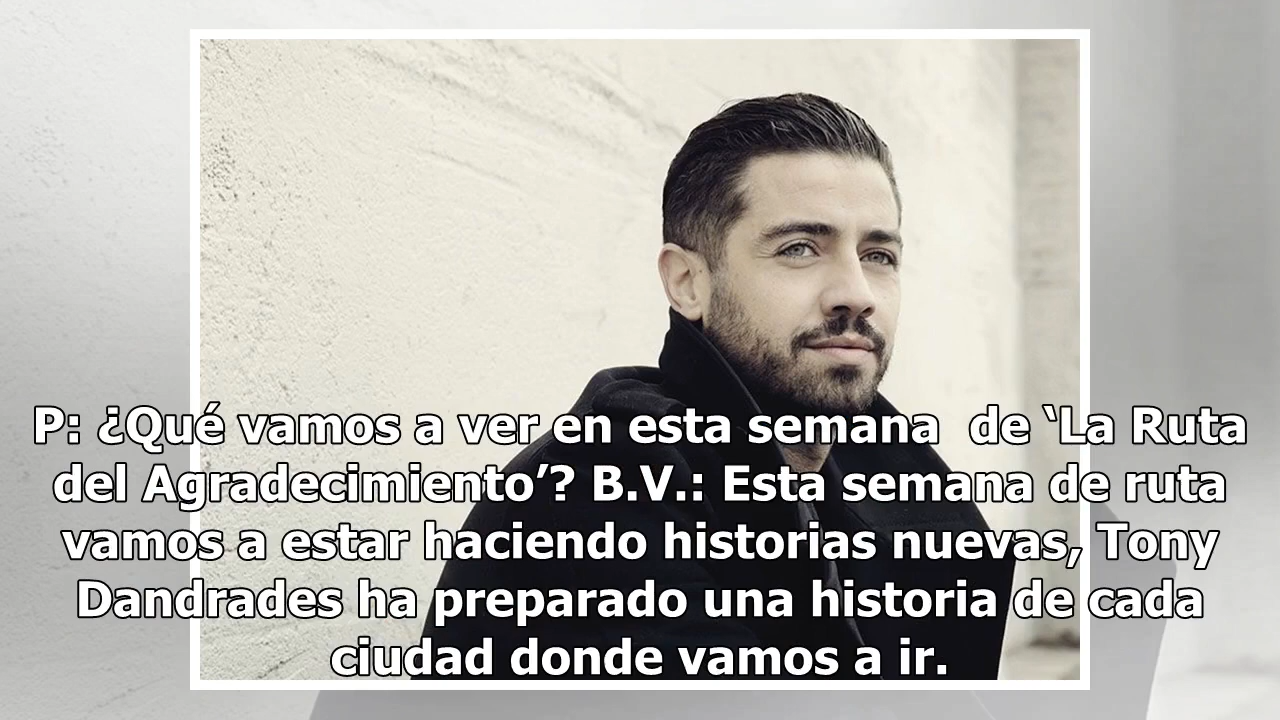 P: ¿Qué vamos a ver en esta semana  de ‘La Ruta
del Agradecimiento’? B.V.: Esta semana de ruta
vamos a estar haciendo historias nuevas, Tony
Dandrades ha preparado una historia de cada
ciudad donde vamos a ir.